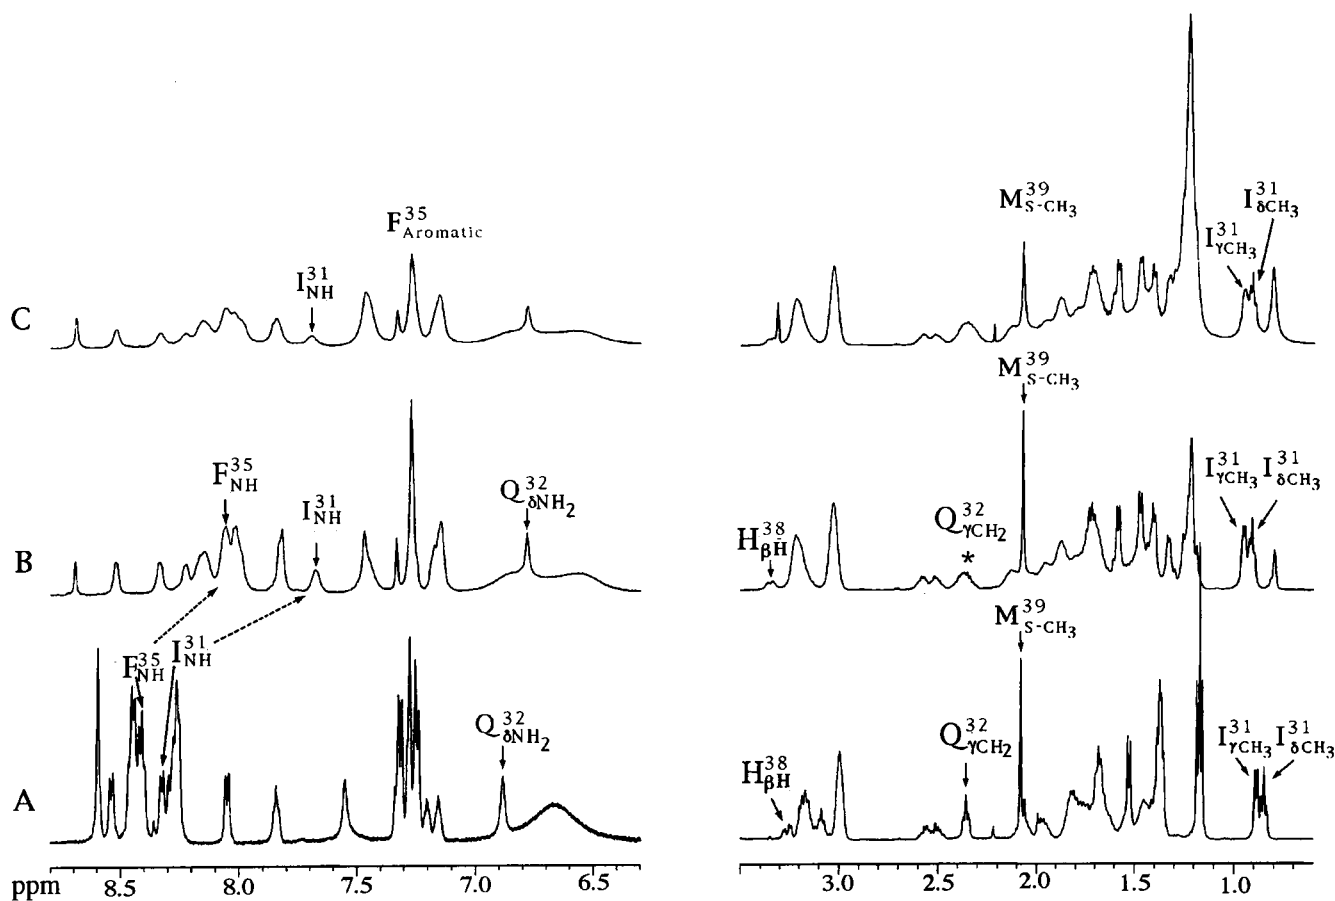 M³⁹S-CH₃
I³¹δCH₃
F³⁵Aromatic
I³¹γCH₃
I³¹NH
C
M³⁹S-CH₃
F³⁵NH
I³¹NH
Q³²δNH₂
I³¹γCH₃ I³¹δCH₃
Q³²γCH₂
H³⁸βH
*
B
M³⁹S-CH₃
F³⁵NH I³¹NH
Q³²δNH₂
Q³²γCH₂
I³¹γCH₃ I³¹δCH₃
H³⁸βH
A
ppm 8.5 8.0 7.5 7.0 6.5 3.0 2.5 2.0 1.5 1.0